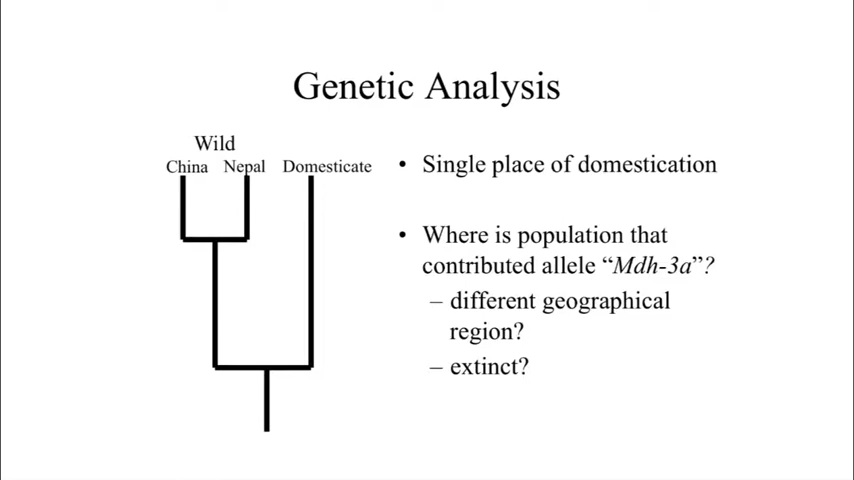 Genetic Analysis
Wild
China Nepal Domesticate
• Single place of domestication
• Where is population that
contributed allele “Mdh-3a”?
– different geographical
region?
– extinct?